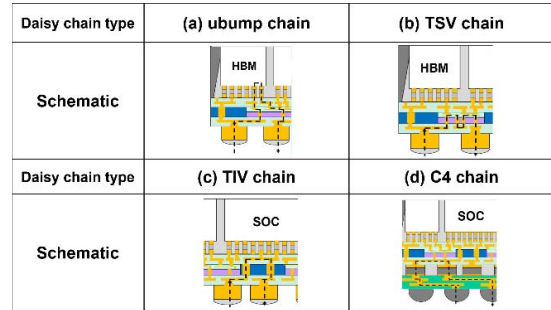 Daisy chain type (a) ubump chain (b) TSV chain
HBM HBM
Schematic
Daisy chain type (c) TIV chain (d) C4 chain
SOC SOC
Schematic